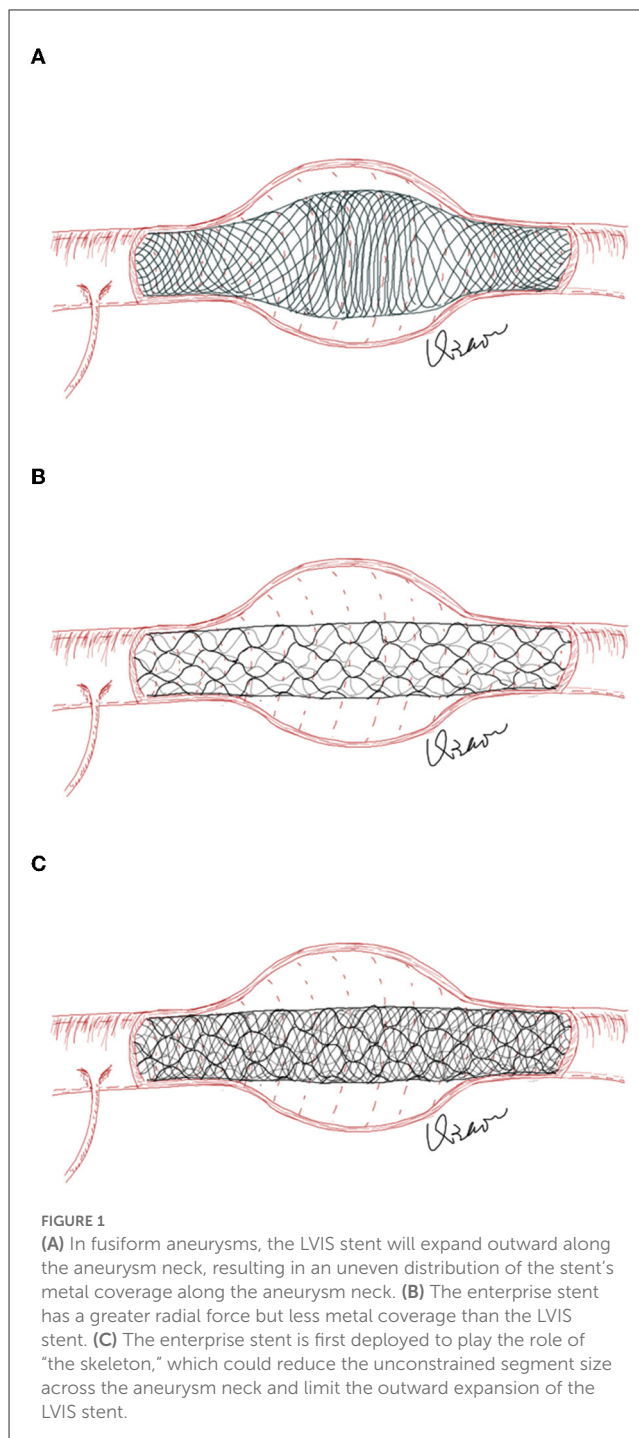 A
B
C
FIGURE 1
(A) In fusiform aneurysms, the LVIS stent will expand outward along
the aneurysm neck, resulting in an uneven distribution of the stent's
metal coverage along the aneurysm neck. (B) The enterprise stent
has a greater radial force but less metal coverage than the LVIS
stent. (C) The enterprise stent is first deployed to play the role of
"the skeleton," which could reduce the unconstrained segment size
across the aneurysm neck and limit the outward expansion of the
LVIS stent.